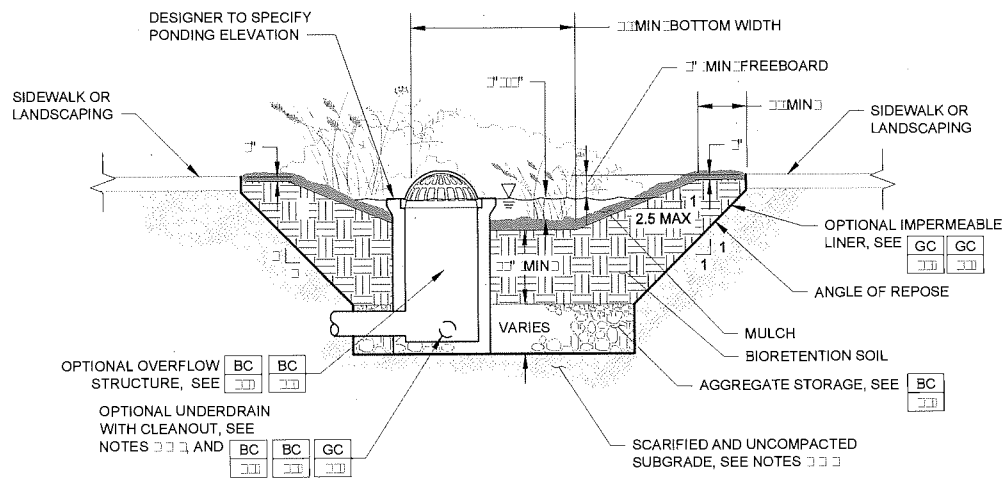 DESIGNER TO SPECIFY
PONDING ELEVATION
MIN BOTTOM WIDTH
MIN FREEBOARD
MIN
SIDEWALK OR
LANDSCAPING
SIDEWALK OR
LANDSCAPING
1
2.5 MAX
1
1
OPTIONAL IMPERMEABLE
LINER, SEE
GC GC
MIN
ANGLE OF REPOSE
VARIES
MULCH
BIORETENTION SOIL
OPTIONAL OVERFLOW
STRUCTURE, SEE
BC BC
AGGREGATE STORAGE, SEE
BC
OPTIONAL UNDERDRAIN
WITH CLEANOUT, SEE
NOTES AND
BC BC GC
SCARIFIED AND UNCOMPACTED
SUBGRADE, SEE NOTES